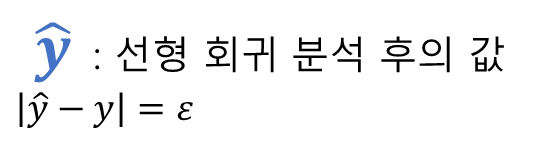 ŷ : 선형 회귀 분석 후의 값
|ŷ − y| = ε